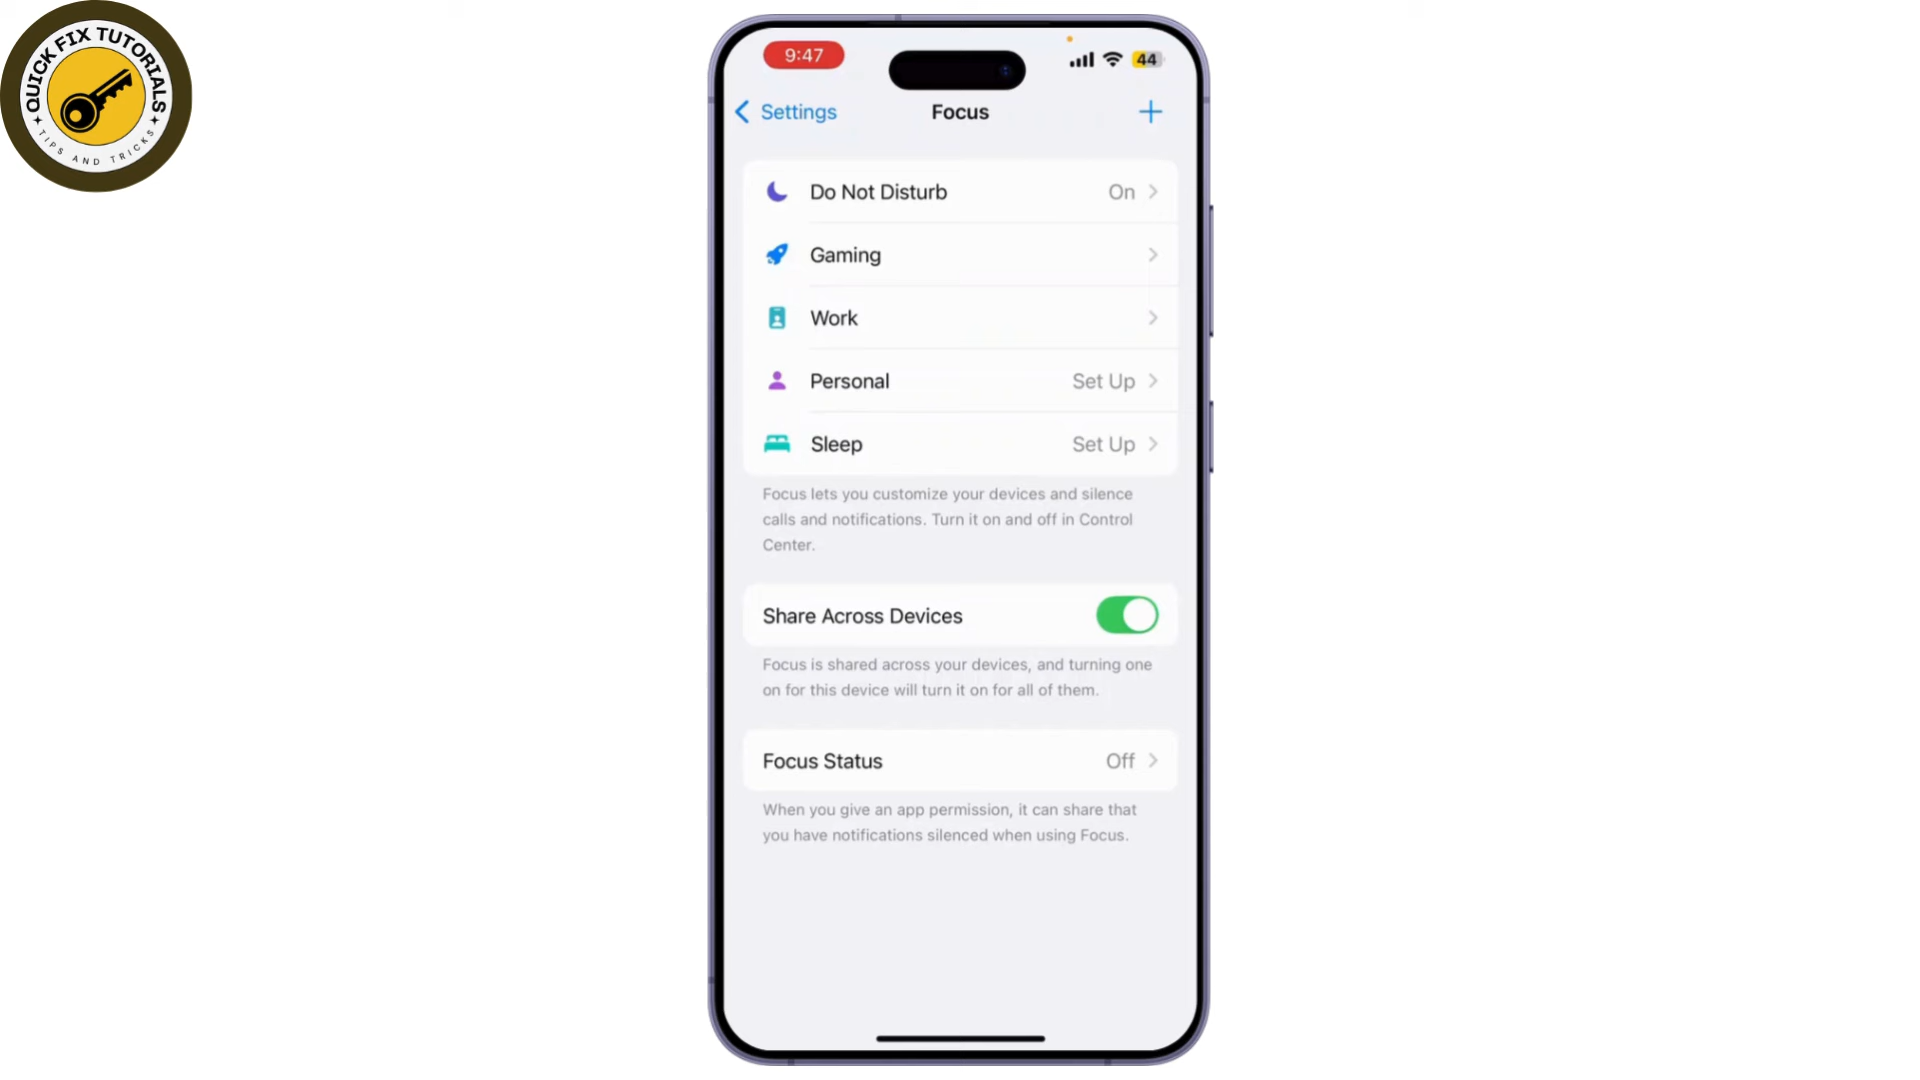 QUICK FIX TUTORIALS
TIPS AND TRICKS
9:47
44
Settings
Focus
Do Not Disturb
On
Gaming
Work
Personal
Set Up
Sleep
Set Up
Focus lets you customize your devices and silence
calls and notifications. Turn it on and off in Control
Center.
Share Across Devices
Focus is shared across your devices, and turning one
on for this device will turn it on for all of them.
Focus Status
Off
When you give an app permission, it can share that
you have notifications silenced when using Focus.